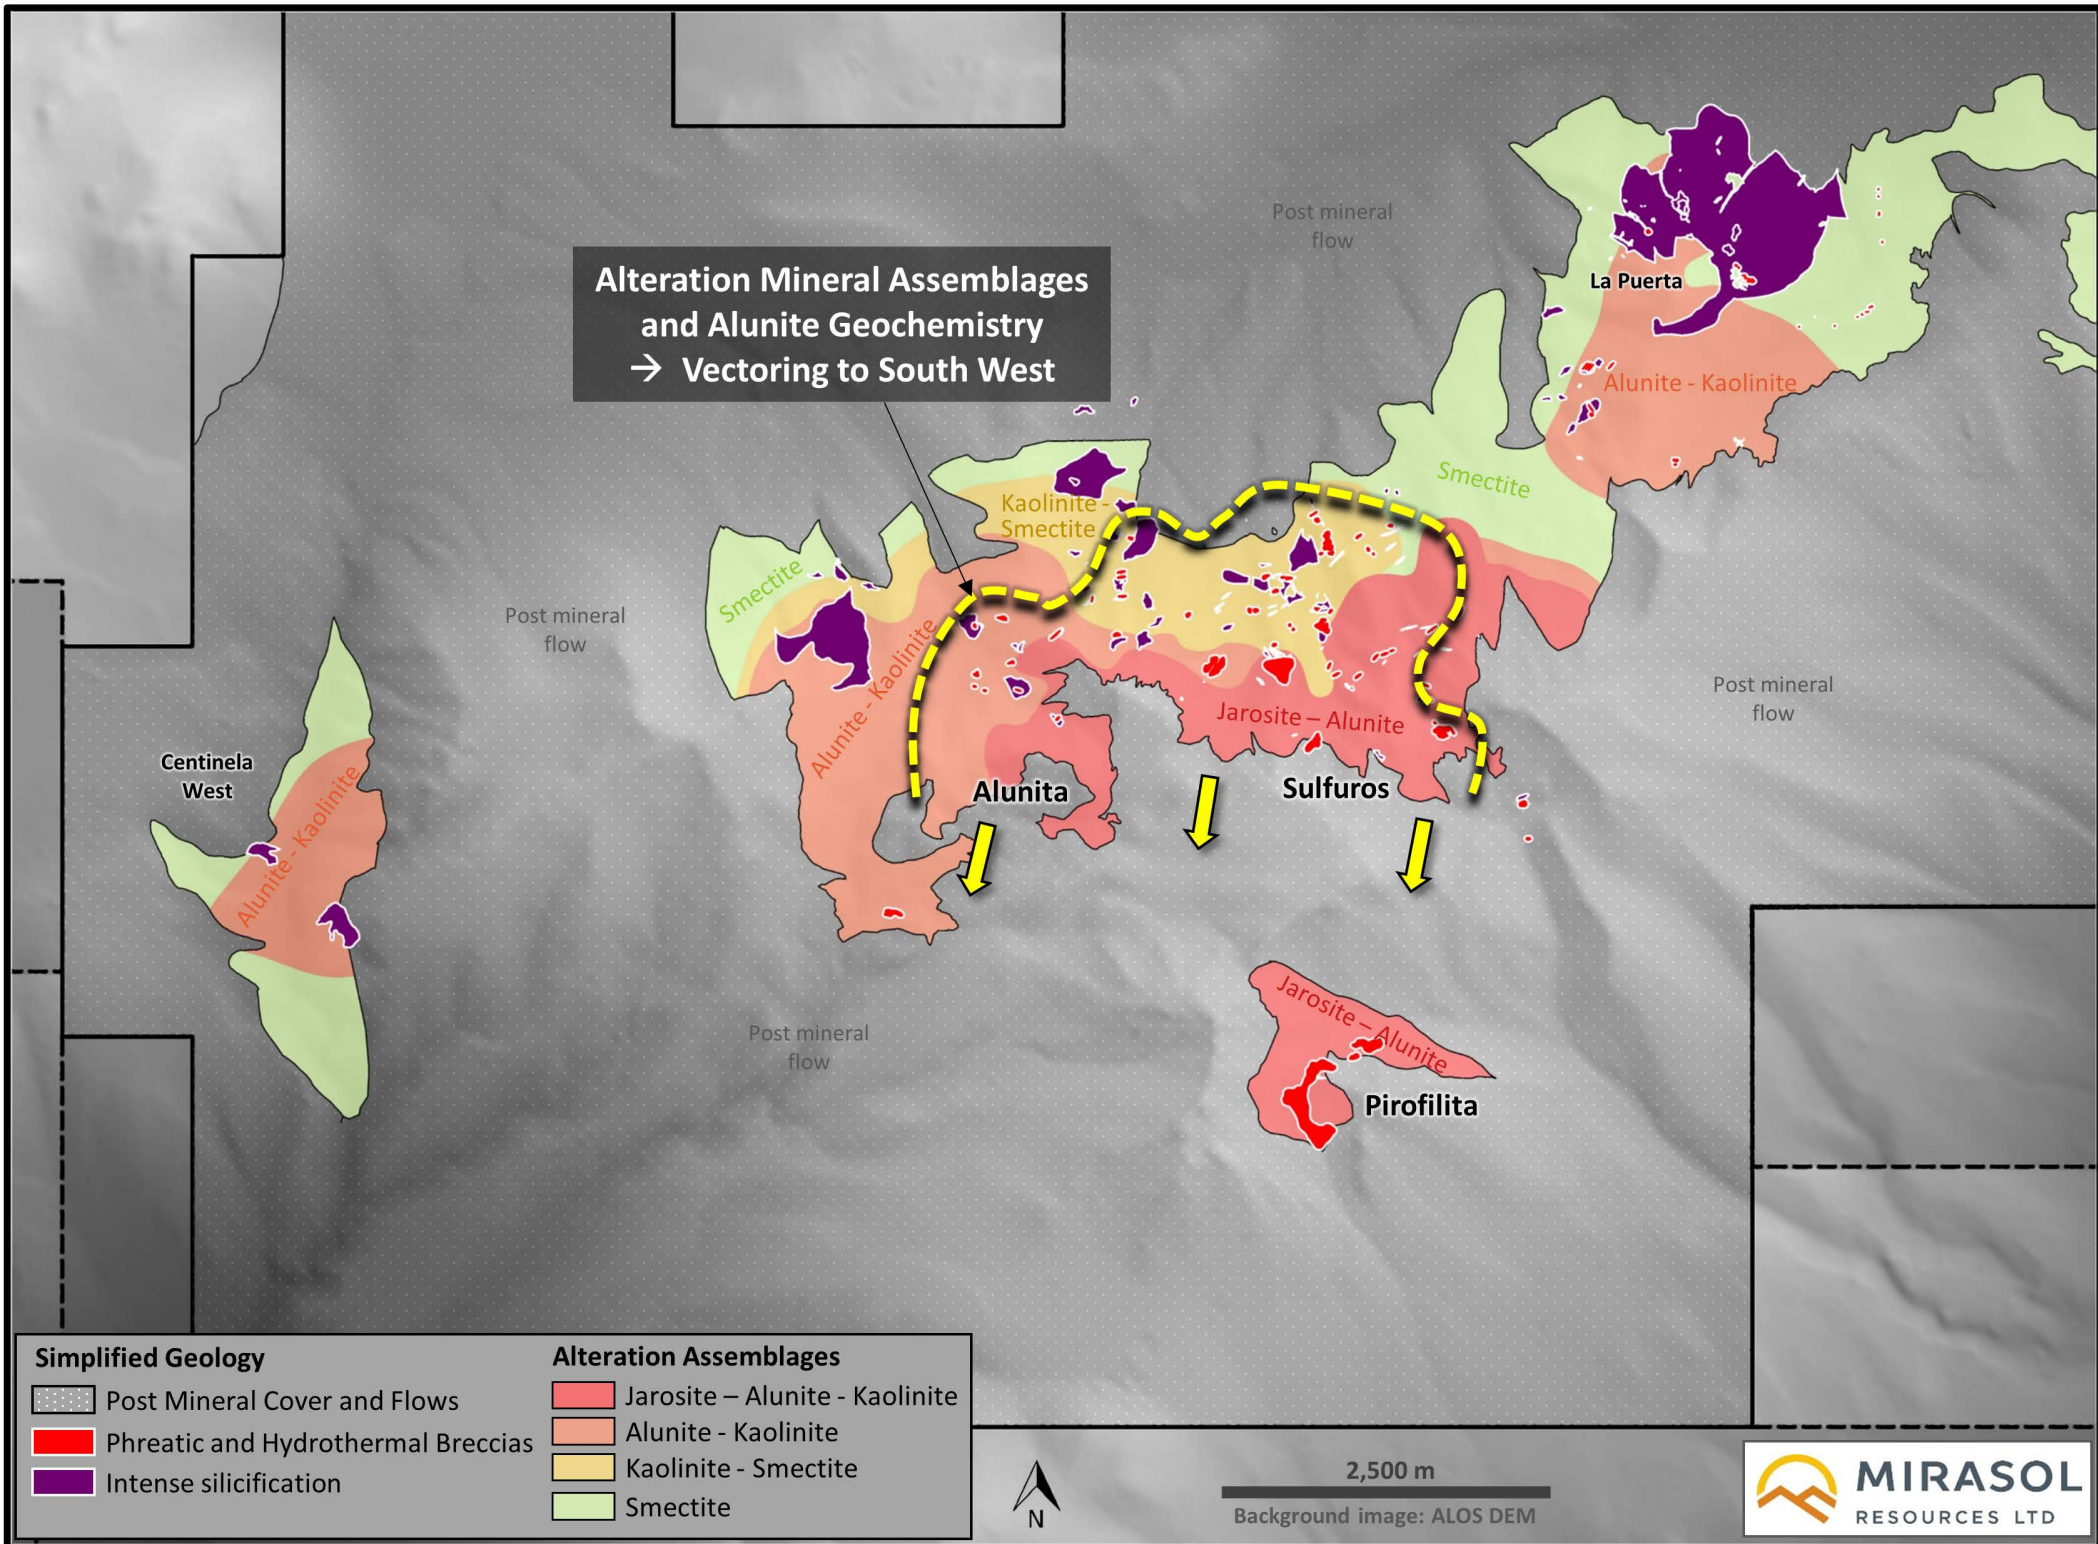 Post mineral
flow
Alteration Mineral Assemblages
and Alunite Geochemistry
→ Vectoring to South West
La Puerta
Alunite - Kaolinite
Smectite
Kaolinite -
Smectite
Smectite
Post mineral
flow
Alunite - Kaolinite
Post mineral
flow
Jarosite – Alunite
Centinela
West
Alunite - Kaolinite
Alunita
Sulfuros
Post mineral
flow
Jarosite – Alunite
Pirofilita
Simplified Geology
Post Mineral Cover and Flows
Phreatic and Hydrothermal Breccias
Intense silicification
Alteration Assemblages
Jarosite – Alunite - Kaolinite
Alunite - Kaolinite
Kaolinite - Smectite
Smectite
N
2,500 m
Background image: ALOS DEM
MIRASOL
RESOURCES LTD